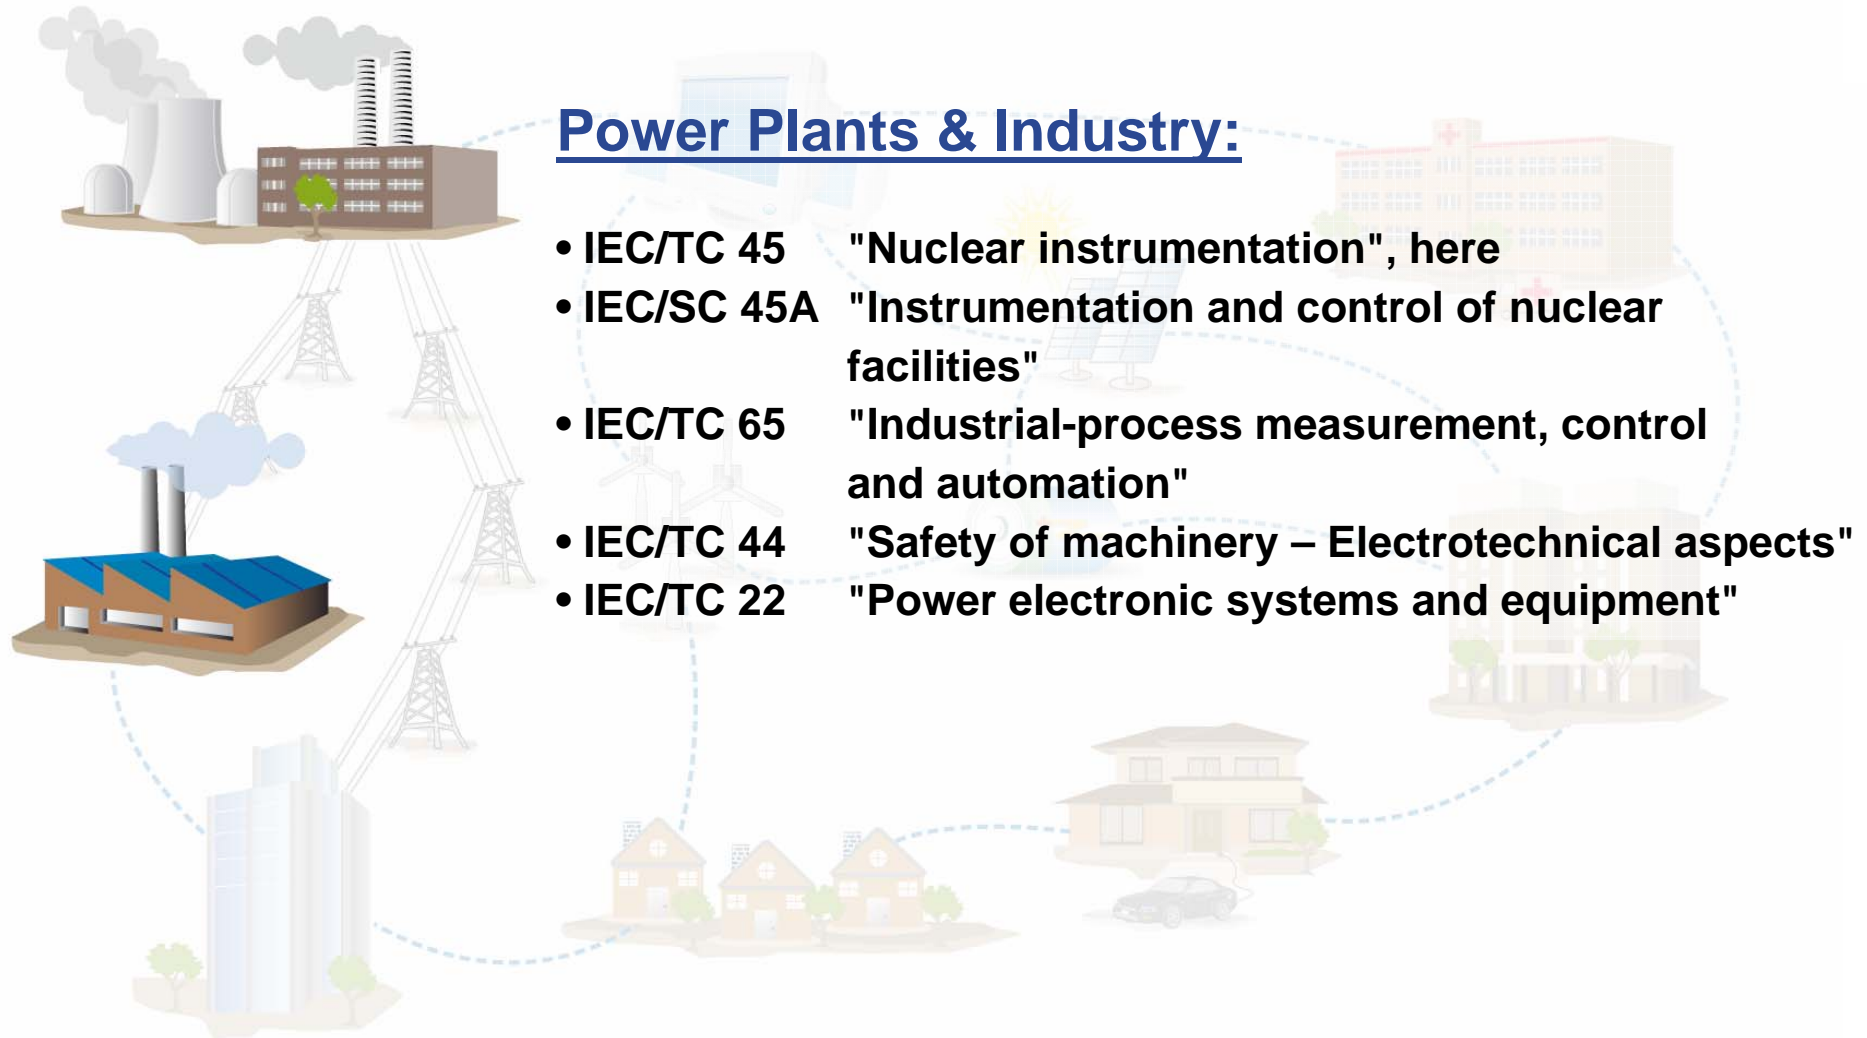 Power Plants & Industry:
• IEC/TC 45 "Nuclear instrumentation", here
• IEC/SC 45A "Instrumentation and control of nuclear
facilities"
• IEC/TC 65 "Industrial-process measurement, control
and automation"
• IEC/TC 44 "Safety of machinery – Electrotechnical aspects"
• IEC/TC 22 "Power electronic systems and equipment"